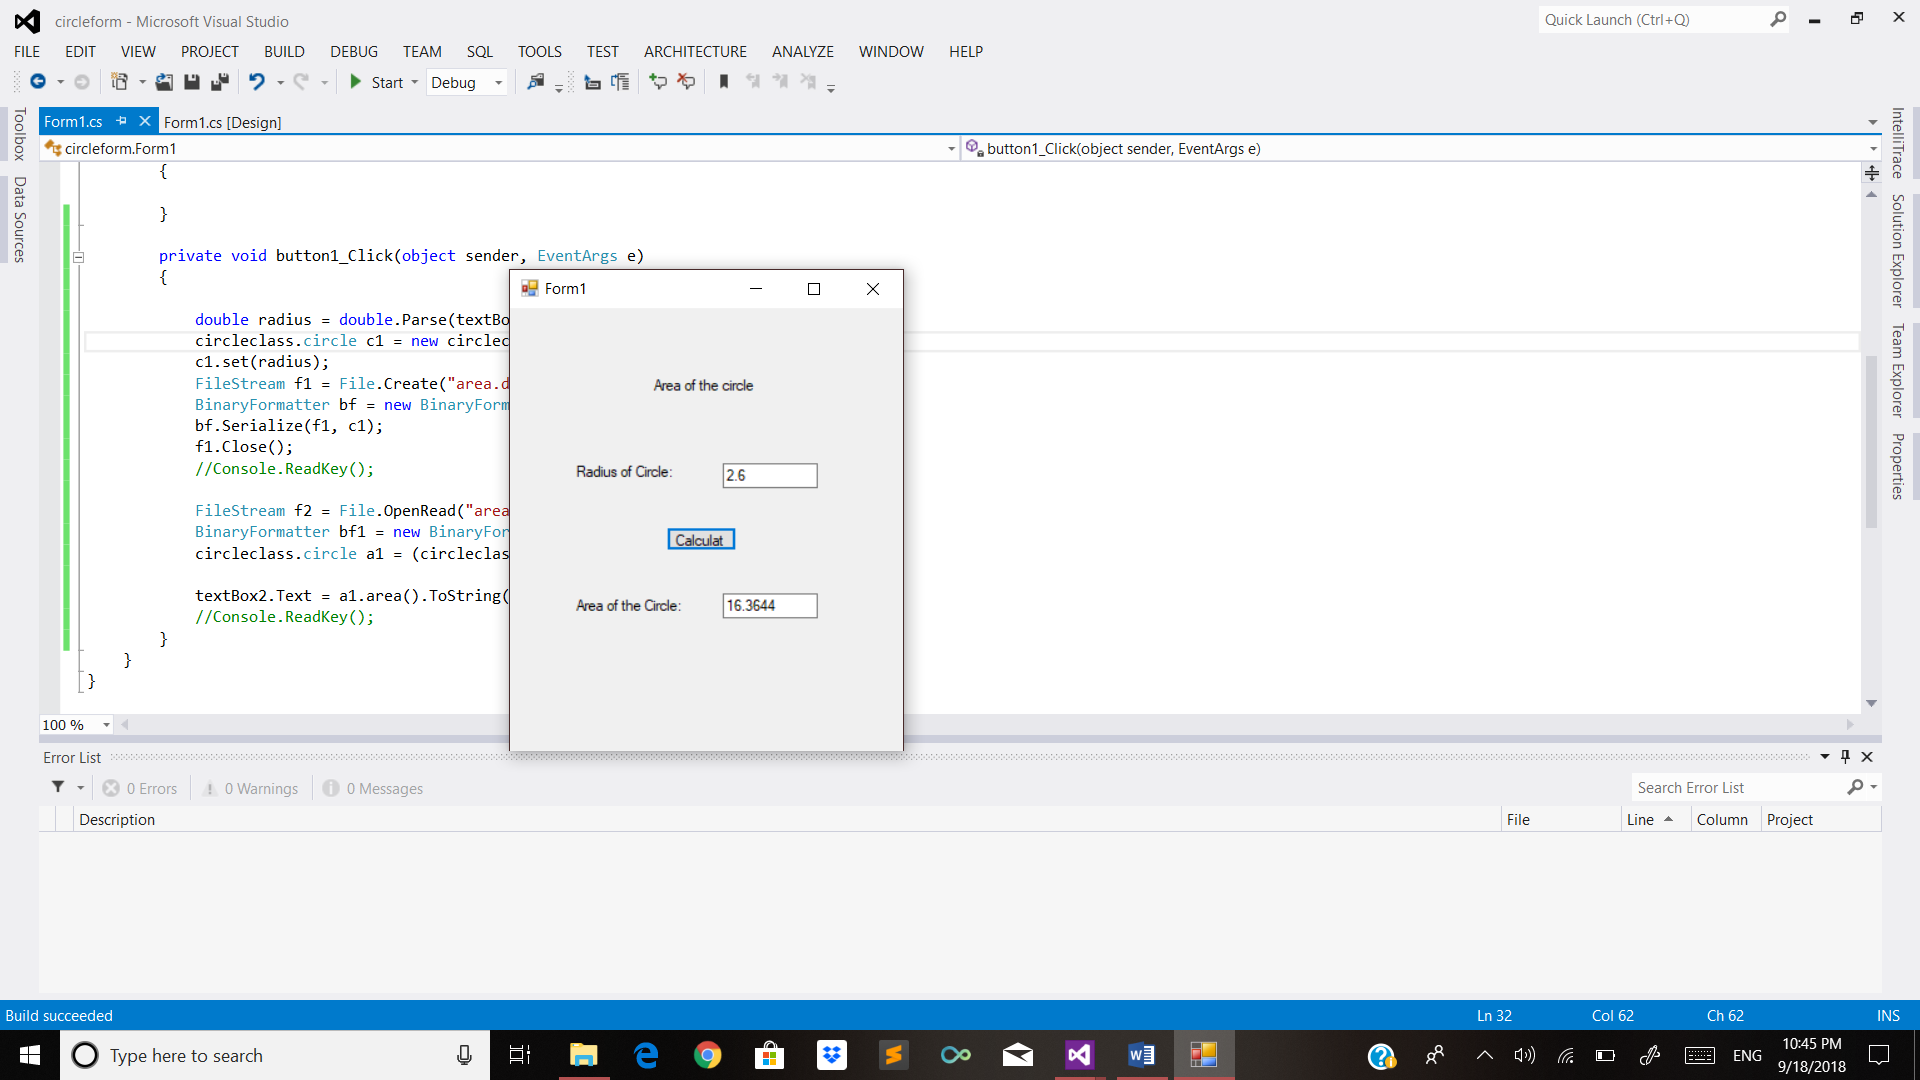 circleform - Microsoft Visual Studio
Quick Launch (Ctrl+Q)
FILE EDIT VIEW PROJECT BUILD DEBUG TEAM SQL TOOLS TEST ARCHITECTURE ANALYZE WINDOW HELP
Start Debug
Toolbox
Data Sources
Form1.cs Form1.cs [Design]
circleform.Form1 button1_Click(object sender, EventArgs e)
{
}
private void button1_Click(object sender, EventArgs e)
{
double radius = double.Parse(textBo
circleclass.circle c1 = new circlec
c1.set(radius);
FileStream f1 = File.Create("area.d
BinaryFormatter bf = new BinaryForm
bf.Serialize(f1, c1);
f1.Close();
//Console.ReadKey();
FileStream f2 = File.OpenRead("area
BinaryFormatter bf1 = new BinaryFor
circleclass.circle a1 = (circleclas
textBox2.Text = a1.area().ToString(
//Console.ReadKey();
}
}
}
Form1
Area of the circle
Radius of Circle: 2.6
Calculat
Area of the Circle: 16.3644
IntelliTrace
Solution Explorer
Team Explorer
Properties
100 %
Error List
0 Errors 0 Warnings 0 Messages
Search Error List
Description File Line Column Project
Build succeeded Ln 32 Col 62 Ch 62 INS
Type here to search
ENG
10:45 PM
9/18/2018